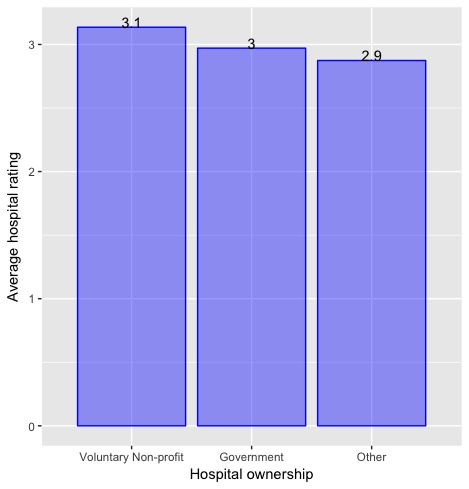 3.1
3
2.9
3
2
1
0
Average hospital rating
Voluntary Non-profit
Government
Other
Hospital ownership